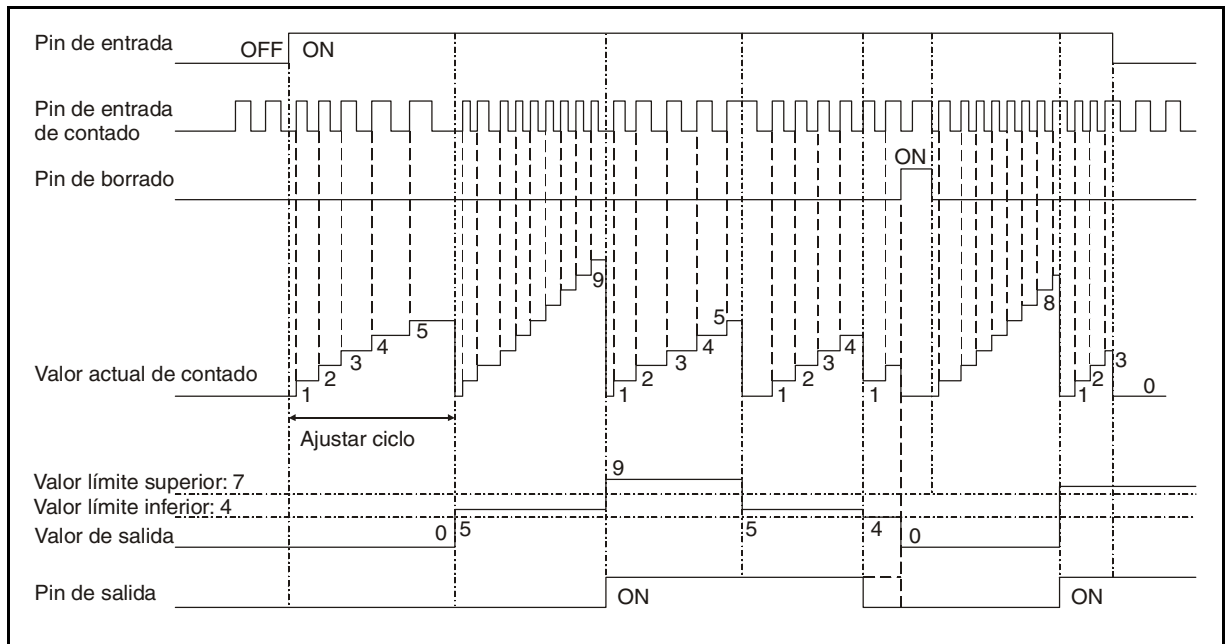 Pin de entrada
OFF ON
Pin de entrada
de contado
ON
Pin de borrado
9
5 5
4 4 4 8
3 3 3 3
2 2 2 2
Valor actual de contado
1 1 1 1 1 0
Ajustar ciclo
9
Valor límite superior: 7
Valor límite inferior: 4
Valor de salida 0 5 5 4 0
Pin de salida
ON ON